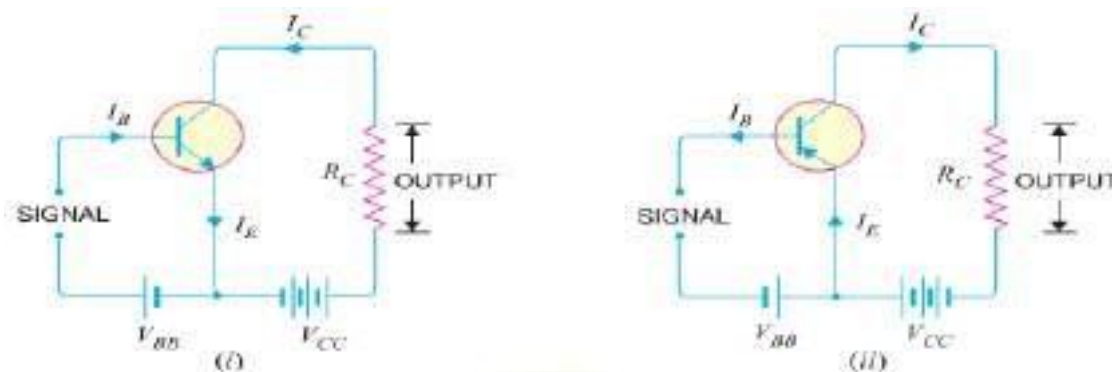 I_C
I_B
R_C
OUTPUT
SIGNAL
I_E
V_BB
V_CC
(i)
I_C
I_B
R_C
OUTPUT
SIGNAL
I_E
V_BB
V_CC
(ii)